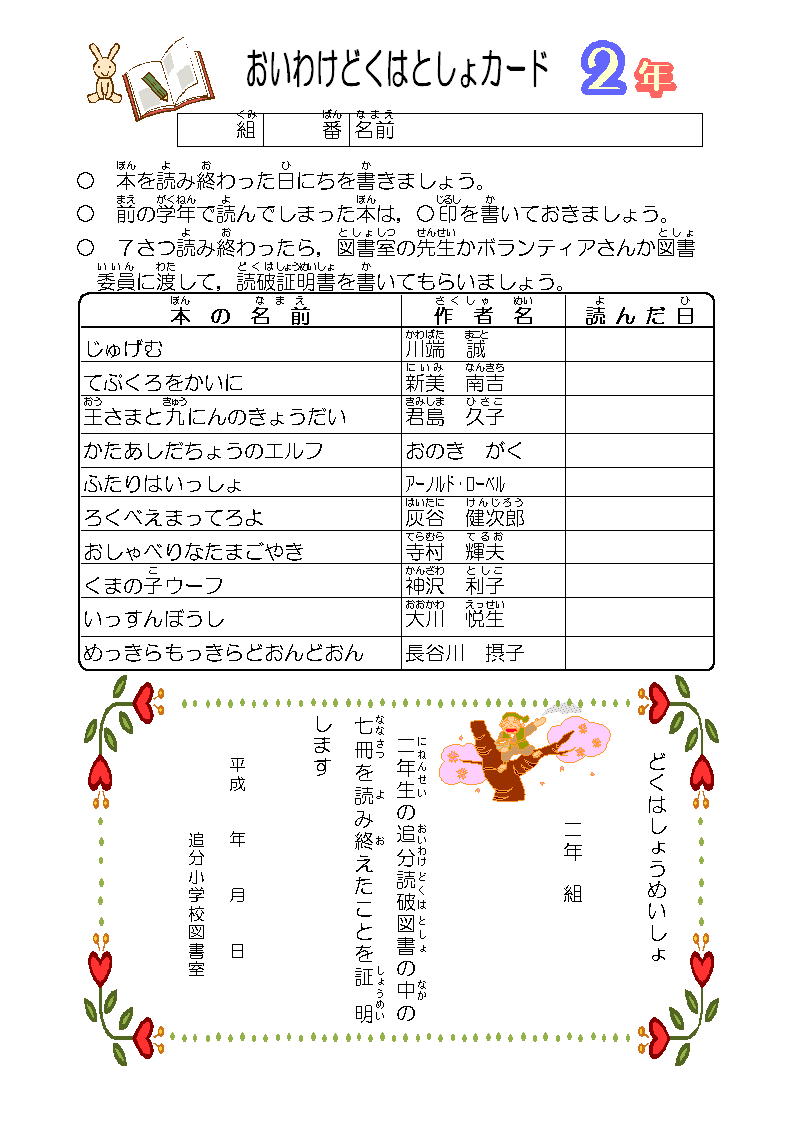 おいわけどくはとしょカード 2年
組 番 名前
○ 本を読み終わった日にちを書きましょう。
○ 前の学年で読んでしまった本は，○印を書いておきましょう。
○ 7さつ読み終わったら，図書室の先生かボランティアさんか図書
委員に渡して，読破証明書を書いてもらいましょう。
本の名前 作者名 読んだ日
じゅげむ 川端 誠
てぶくろをかいに 新美 南吉
王さまと九にんのきょうだい 君島 久子
かたあしだちょうのエルフ おのき がく
ふたりはいっしょ アーノルド・ローベル
ろくべえまってろよ 灰谷 健次郎
おしゃべりなたまごやき 寺村 輝夫
くまの子ウーフ 神沢 利子
いっすんぼうし 大川 悦生
めっきらもっきらどおんどおん 長谷川 摂子
どくはしょうめいしょ
二年 組
二年生の追分読破図書の中の
七冊を読み終えたことを証明
します
平成 年 月 日
追分小学校図書室